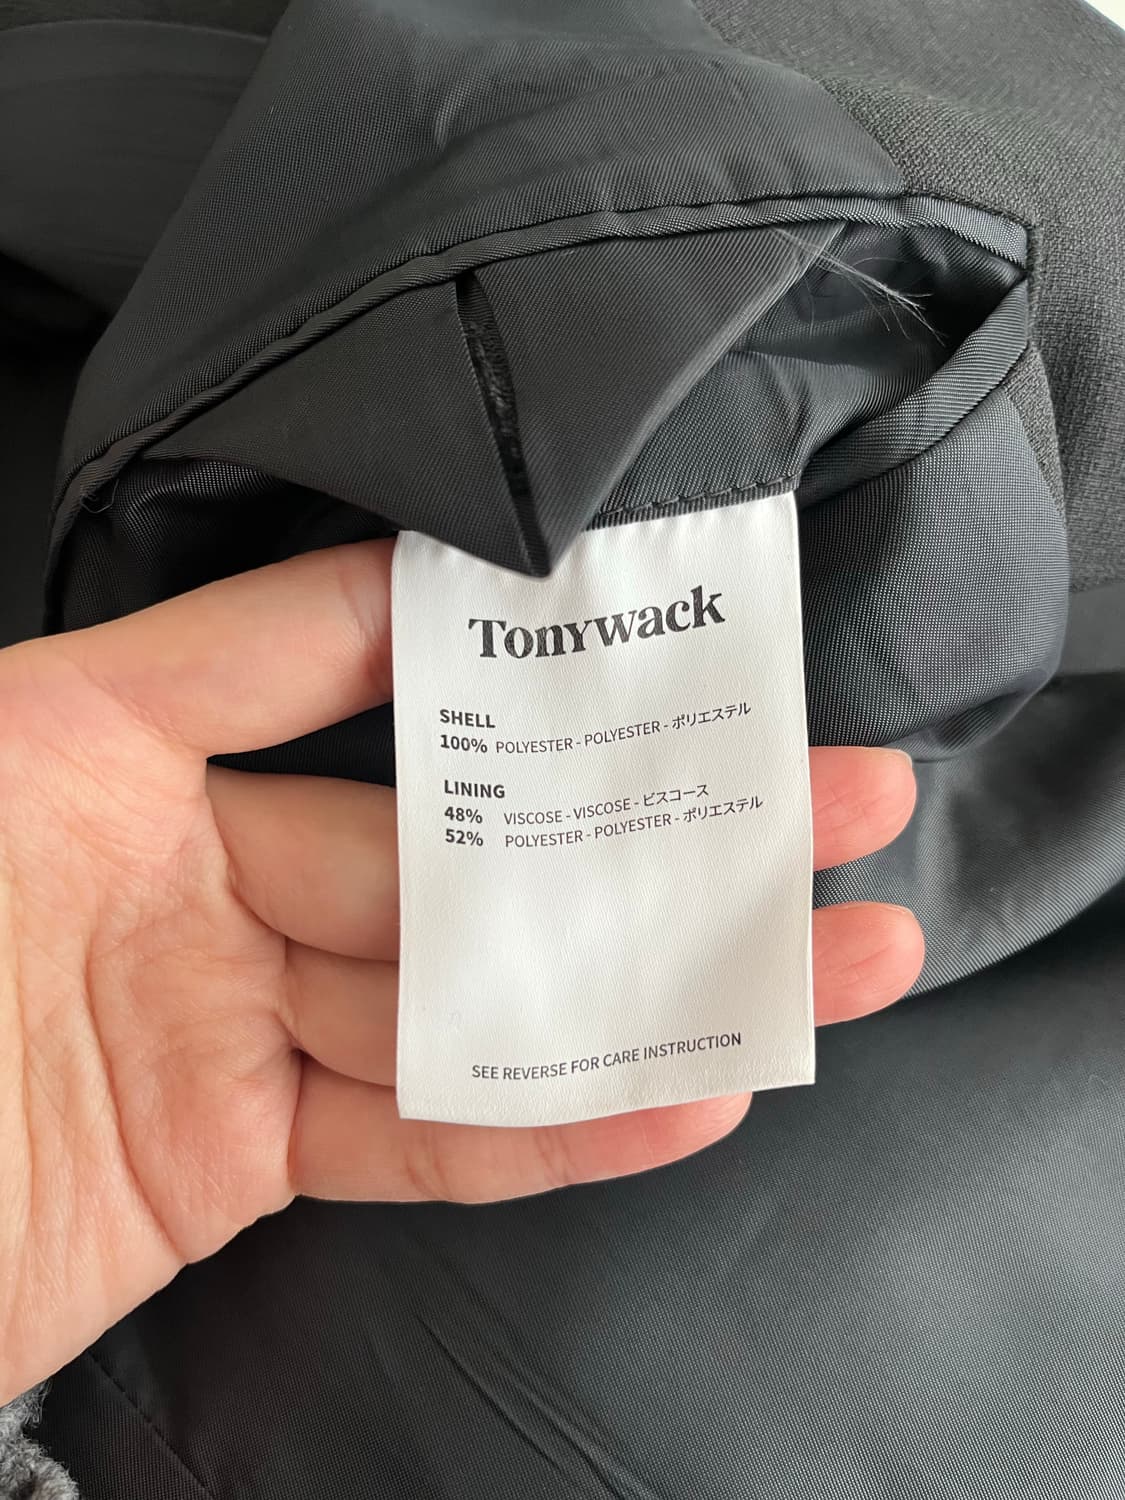 Tonywack
SHELL
100% POLYESTER - POLYESTER - ポリエステル
LINING
48% VISCOSE - VISCOSE - ビスコース
52% POLYESTER - POLYESTER - ポリエステル
SEE REVERSE FOR CARE INSTRUCTION